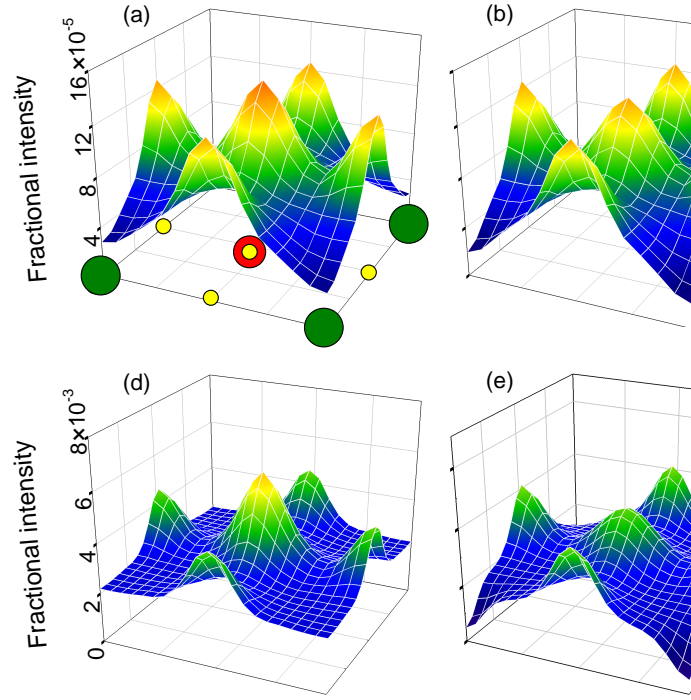 (a)
(b)
16 ×10⁻⁵
12
8
4
Fractional intensity
(d)
(e)
8×10⁻³
6
4
2
0
Fractional intensity